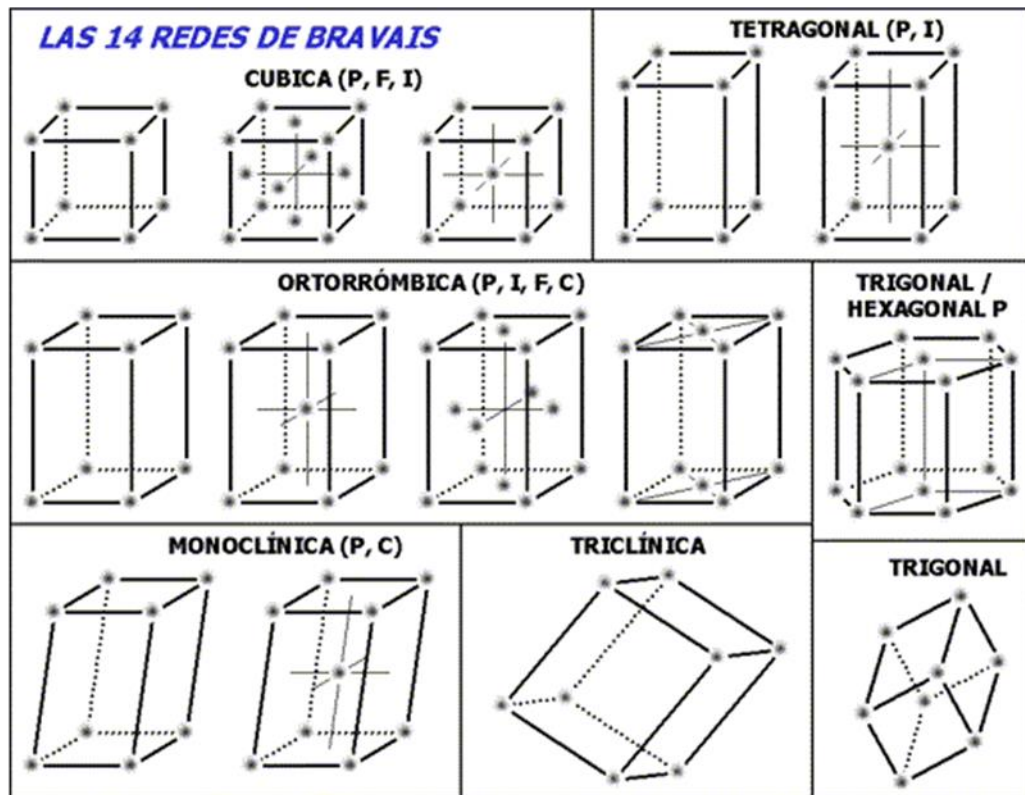 LAS 14 REDES DE BRAVAIS
CUBICA (P, F, I)
TETRAGONAL (P, I)
ORTORRÓMBICA (P, I, F, C)
TRIGONAL /
HEXAGONAL P
MONOCLÍNICA (P, C)
TRICLÍNICA
TRIGONAL